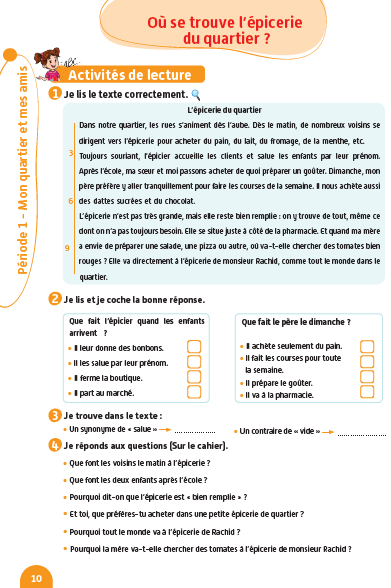 Où se trouve l'épicerie
du quartier ?
Période 1 - Mon quartier et mes amis
Activités de lecture
1 Je lis le texte correctement.
L'épicerie du quartier
Dans notre quartier, les rues s'animent dès l'aube. Dès le matin, de nombreux voisins se
dirigent vers l'épicerie pour acheter du pain, du lait, du fromage, de la menthe, etc.
3 Toujours souriant, l'épicier accueille les clients et salue les enfants par leur prénom.
Après l'école, ma sœur et moi passons acheter de quoi préparer un goûter. Dimanche, mon
père préfère y aller tranquillement pour faire les courses de la semaine. Il nous achète aussi
6 des dattes sucrées et du chocolat.
L'épicerie n'est pas très grande, mais elle reste bien remplie : on y trouve de tout, même ce
dont on n'a pas toujours besoin. Elle se situe juste à côté de la pharmacie. Et quand ma mère
9 a envie de préparer une salade, une pizza ou autre, où va-t-elle chercher des tomates bien
rouges ? Elle va directement à l'épicerie de monsieur Rachid, comme tout le monde dans le
quartier.
2 Je lis et je coche la bonne réponse.
Que fait l'épicier quand les enfants
arrivent ?
• Il leur donne des bonbons.
• Il les salue par leur prénom.
• Il ferme la boutique.
• Il part au marché.
Que fait le père le dimanche ?
• Il achète seulement du pain.
• Il fait les courses pour toute
la semaine.
• Il prépare le goûter.
• Il va à la pharmacie.
3 Je trouve dans le texte :
• Un synonyme de « salue » → ..................
• Un contraire de « vide » → ......................
4 Je réponds aux questions (Sur le cahier).
• Que font les voisins le matin à l'épicerie ?
• Que font les deux enfants après l'école ?
• Pourquoi dit-on que l'épicerie est « bien remplie » ?
• Et toi, que préfères-tu acheter dans une petite épicerie de quartier ?
• Pourquoi tout le monde va à l'épicerie de Rachid ?
• Pourquoi la mère va-t-elle chercher des tomates à l'épicerie de monsieur Rachid ?
10